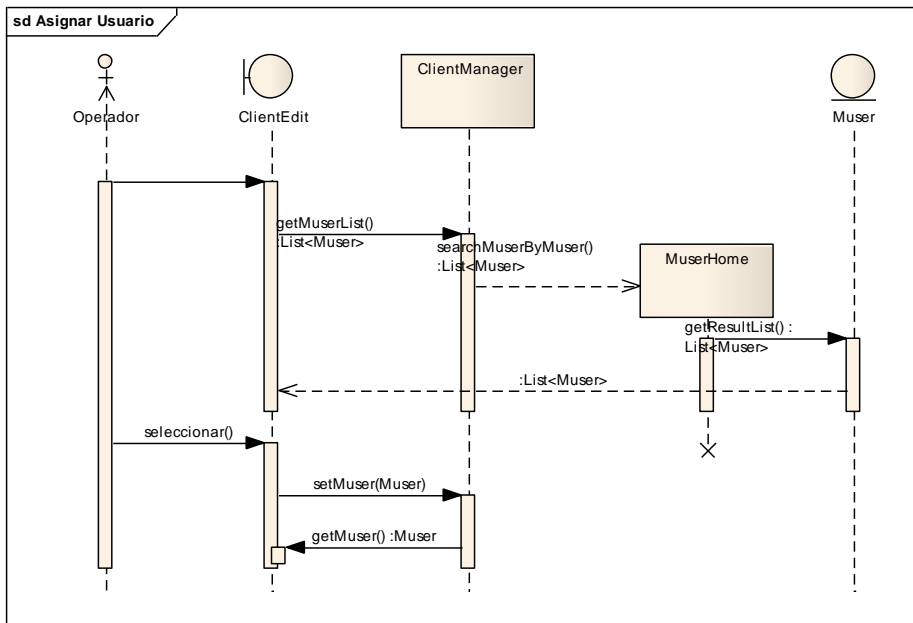 sd Asignar Usuario
Operador
ClientEdit
ClientManager
Muser
getMuserList()
:List<Muser>
searchMuserByMuser()
:List<Muser>
MuserHome
getResultList() :
List<Muser>
:List<Muser>
seleccionar()
setMuser(Muser)
getMuser() :Muser